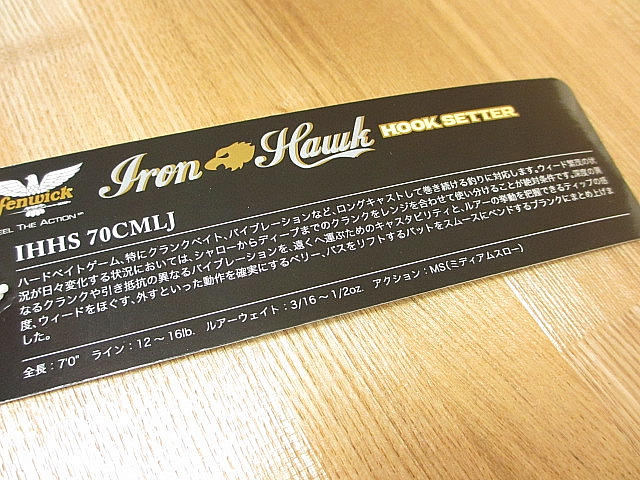 fenwick
EEL THE ACTION™
Iron Hawk HOOK SETTER
IHHS 70CMLJ
ハードベイトゲーム、特にクランクベイト、バイブレーションなど、ロングキャストして巻き続ける釣りに対応します。ウィード繁茂の状
況が日々変化する状況においては、シャローからディープまでのクランクをレンジを合わせて使い分けることが絶対条件です。深度の異
なるクランクや引き抵抗の異なるバイブレーションを、遠くへ運ぶためのキャスタビリティと、ルアーの挙動を把握できるティップの感
度、ウィードをほぐす、外すといった動作を確実にするベリー、バスをリフトするバットをスムースにベンドするブランクにまとめ上げま
した。
全長：7'0" ライン：12～16lb. ルアーウェイト：3/16～1/2oz. アクション：MS(ミディアムスロー)